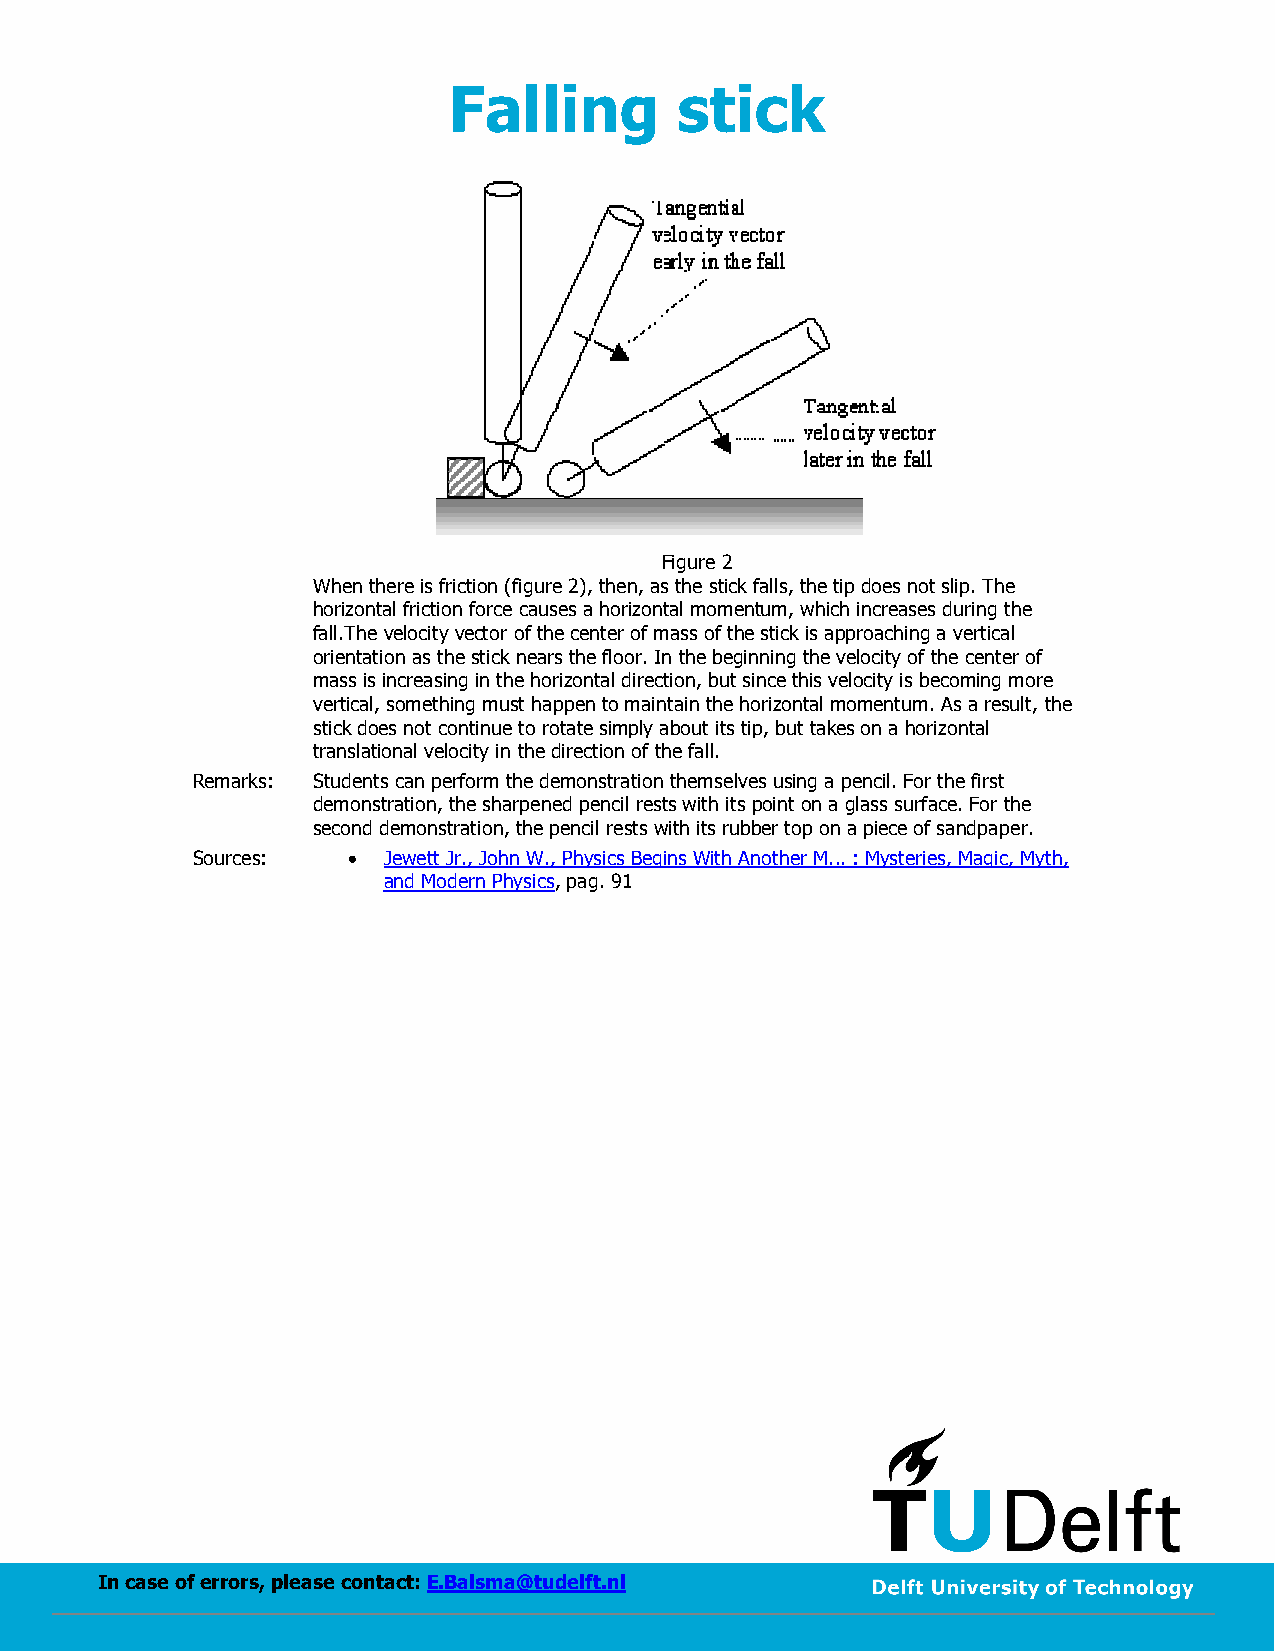 Falling stick
Tangential
velocity vector
early in the fall
Tangential
velocity vector
later in the fall
Figure 2
When there is friction (figure 2), then, as the stick falls, the tip does not slip. The
horizontal friction force causes a horizontal momentum, which increases during the
fall.The velocity vector of the center of mass of the stick is approaching a vertical
orientation as the stick nears the floor. In the beginning the velocity of the center of
mass is increasing in the horizontal direction, but since this velocity is becoming more
vertical, something must happen to maintain the horizontal momentum. As a result, the
stick does not continue to rotate simply about its tip, but takes on a horizontal
translational velocity in the direction of the fall.
Remarks: Students can perform the demonstration themselves using a pencil. For the first
demonstration, the sharpened pencil rests with its point on a glass surface. For the
second demonstration, the pencil rests with its rubber top on a piece of sandpaper.
Sources: • Jewett Jr., John W., Physics Begins With Another M... : Mysteries, Magic, Myth,
and Modern Physics, pag. 91
TUDelft
In case of errors, please contact: E.Balsma@tudelft.nl
Delft University of Technology